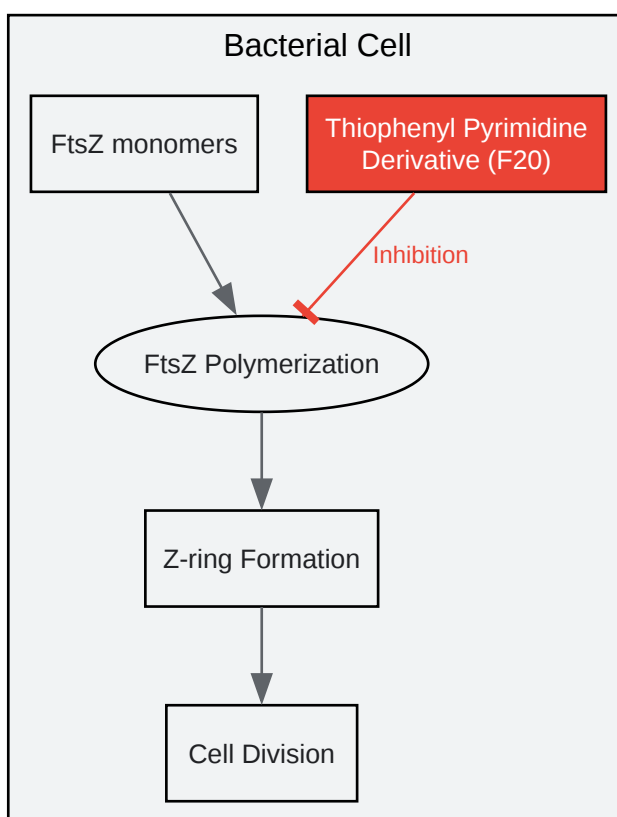 Bacterial Cell
FtsZ monomers
Thiophenyl Pyrimidine
Derivative (F20)
Inhibition
FtsZ Polymerization
Z-ring Formation
Cell Division